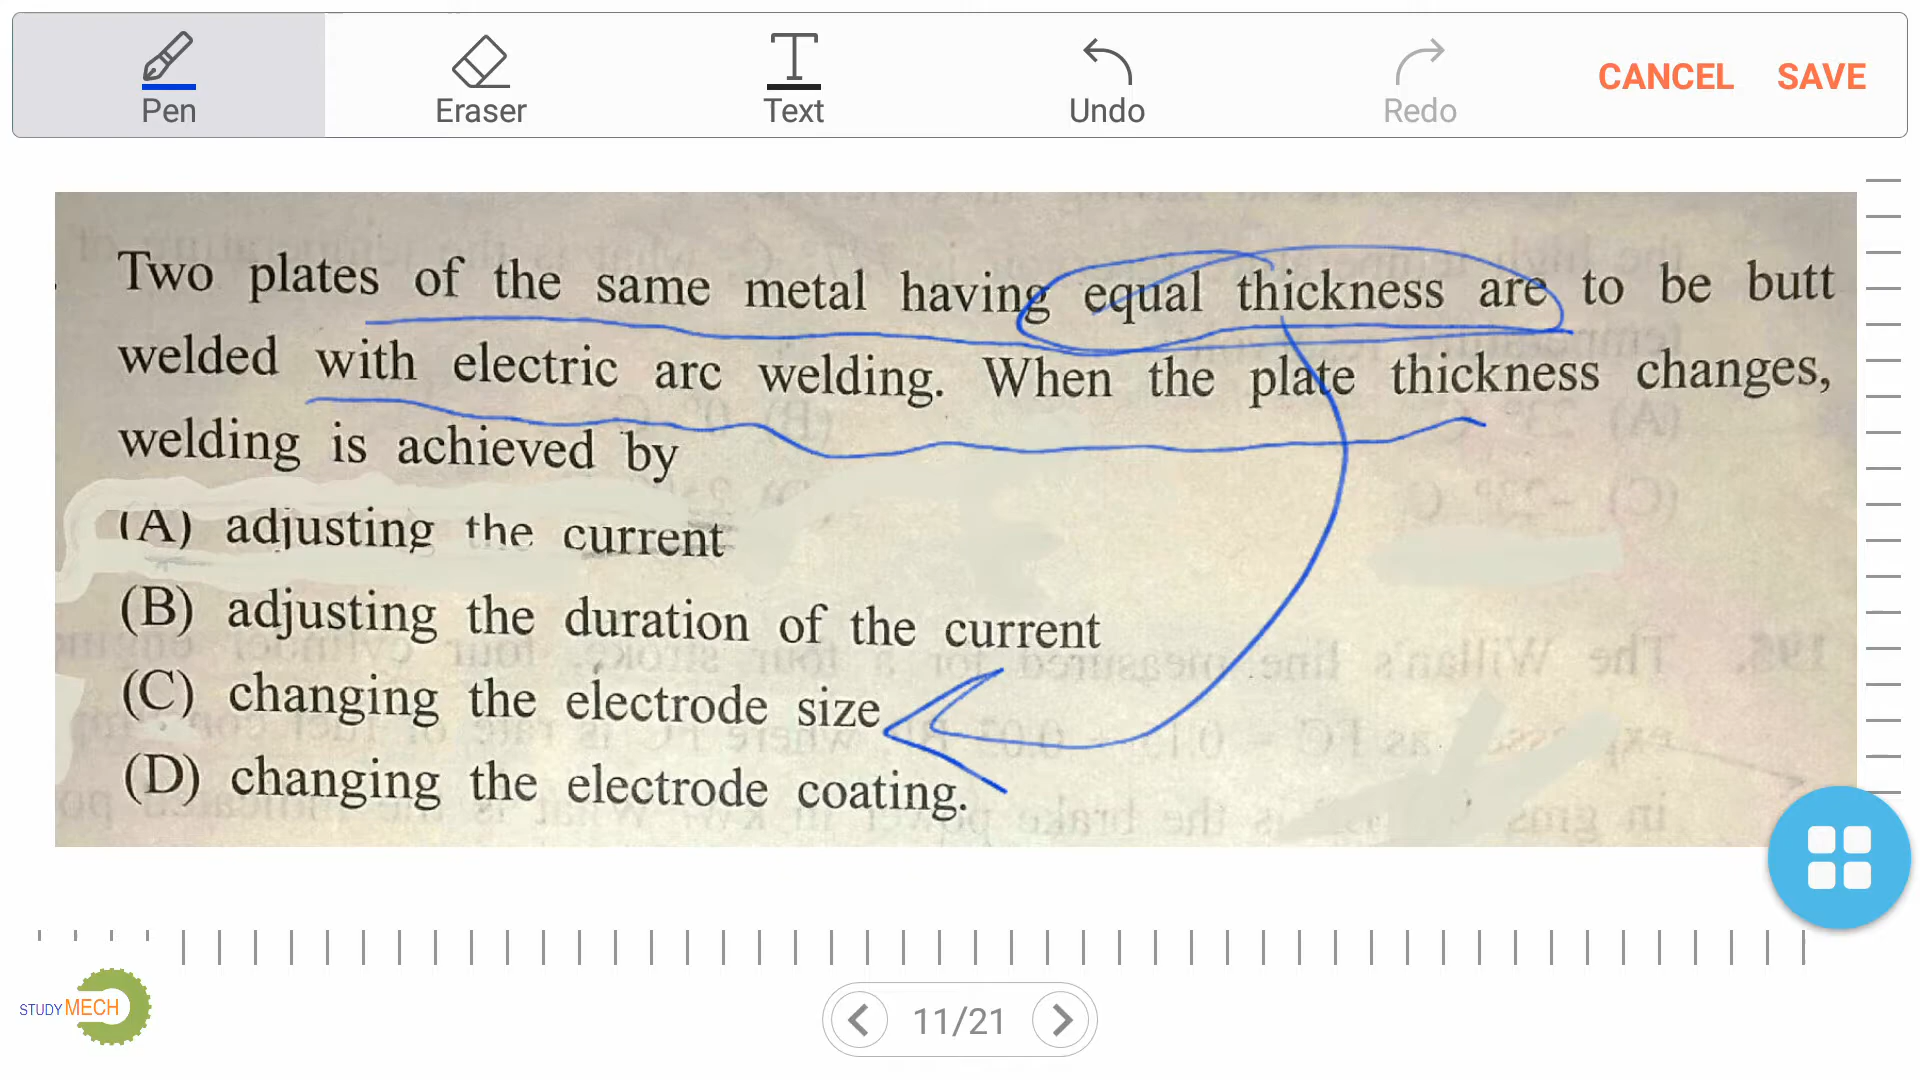 Pen
Eraser
Text
Undo
Redo
CANCEL
SAVE
Two plates of the same metal having equal thickness are to be butt
welded with electric arc welding. When the plate thickness changes,
welding is achieved by
(A) adjusting the current
(B) adjusting the duration of the current
(C) changing the electrode size
(D) changing the electrode coating.
STUDY MECH
11/21